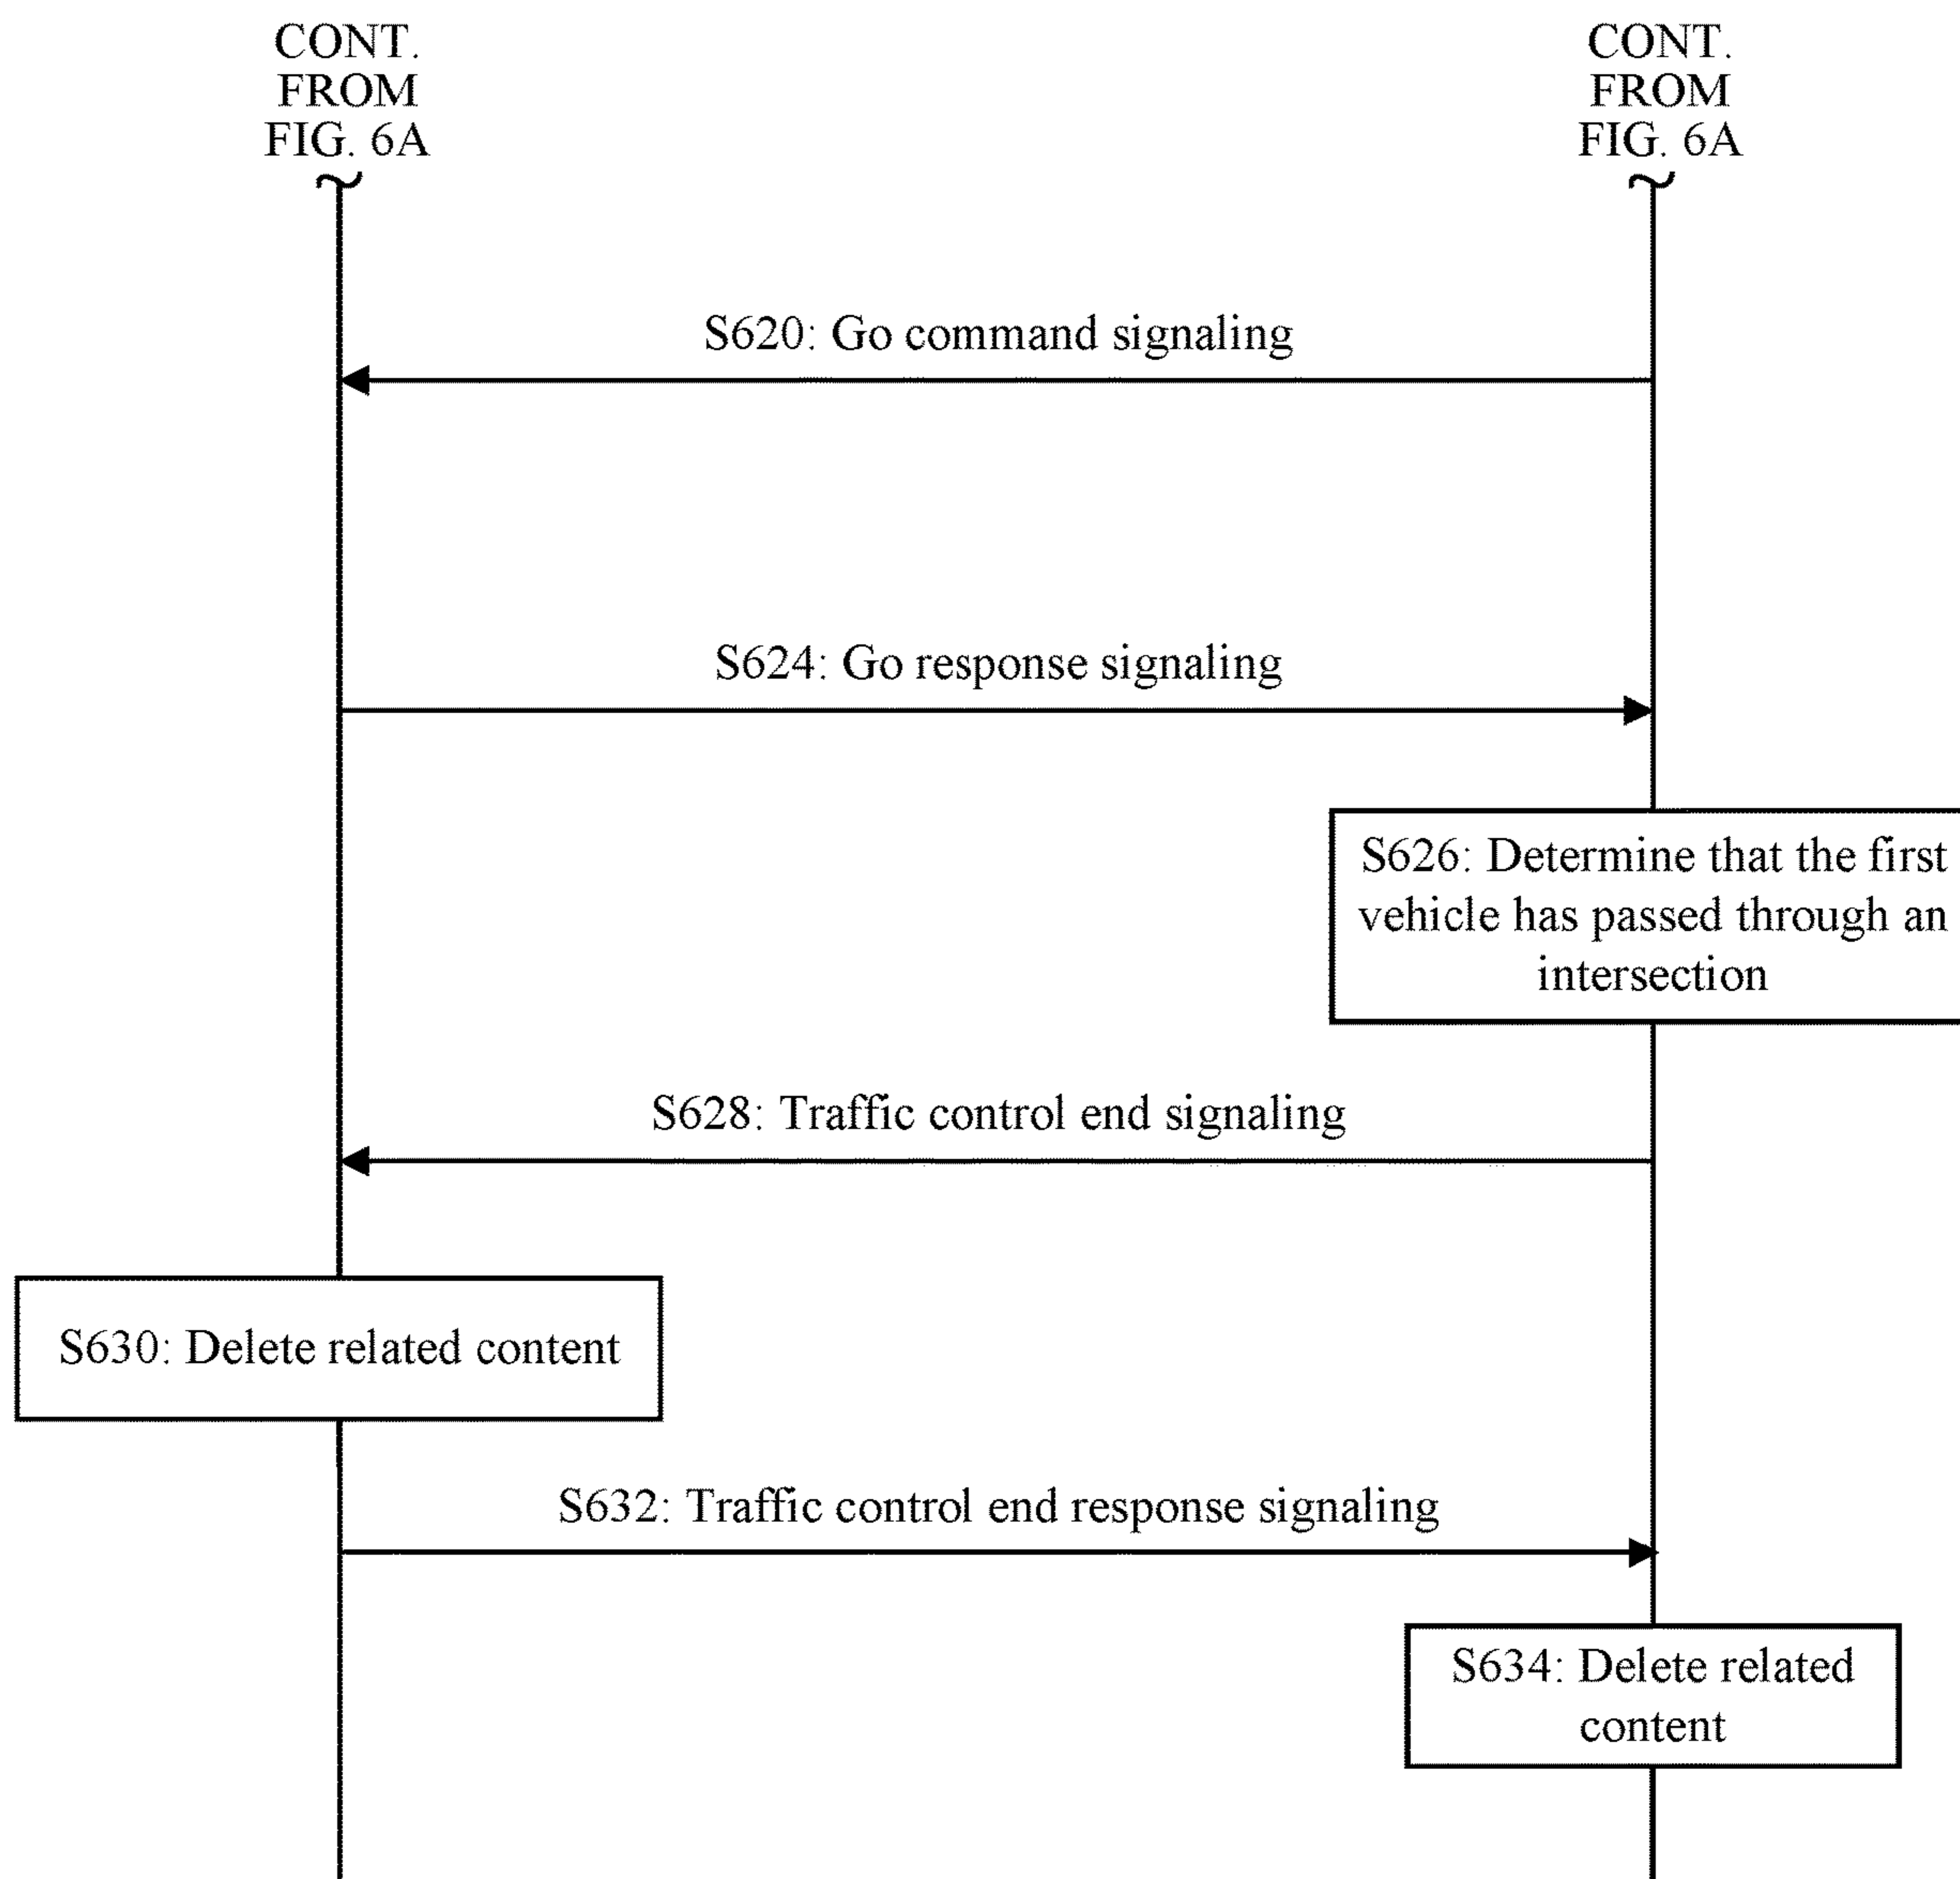 CONT.
FROM
FIG. 6A
CONT.
FROM
FIG. 6A
S620: Go command signaling
S624: Go response signaling
S626: Determine that the first
vehicle has passed through an
intersection
S628: Traffic control end signaling
S630: Delete related content
S632: Traffic control end response signaling
S634: Delete related
content